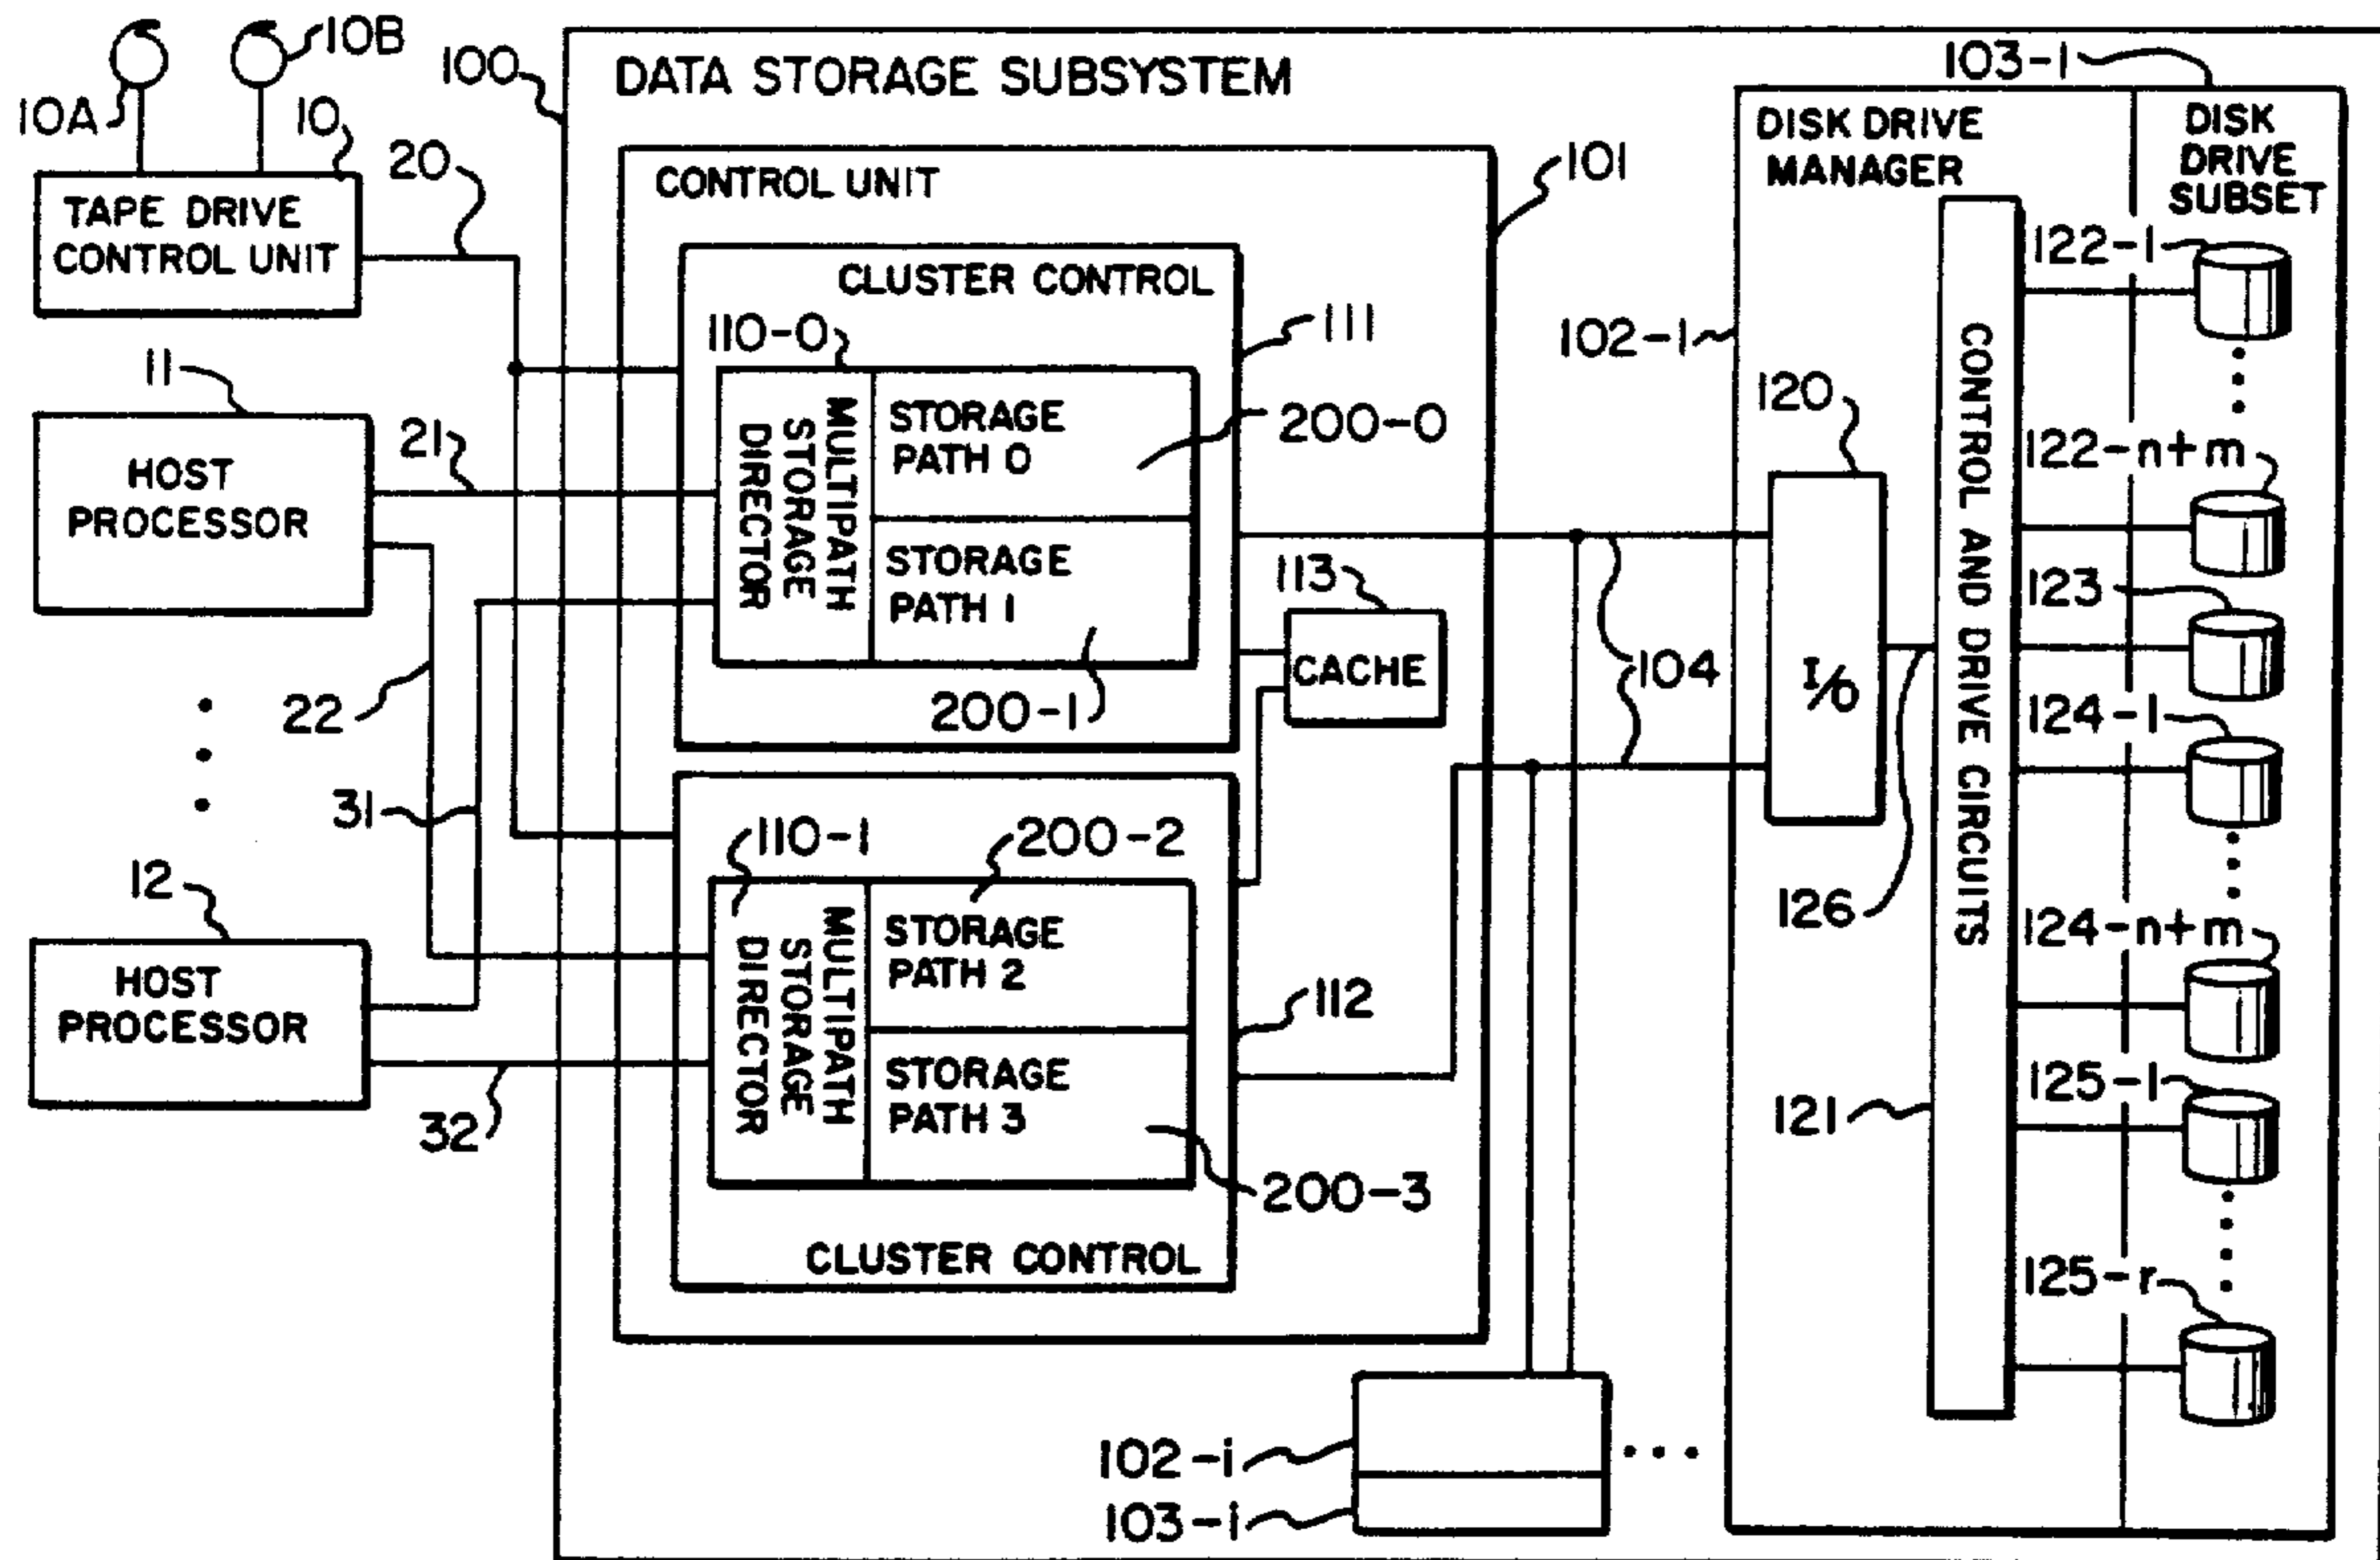 10A
10B
10
TAPE DRIVE
CONTROL UNIT
20
11
HOST
PROCESSOR
21
22
31
12
HOST
PROCESSOR
32
100
DATA STORAGE SUBSYSTEM
CONTROL UNIT
101
CLUSTER CONTROL
111
110-0
MULTIPATH
STORAGE
DIRECTOR
STORAGE
PATH 0
200-0
STORAGE
PATH 1
200-1
113
CACHE
104
110-1
200-2
MULTIPATH
STORAGE
DIRECTOR
STORAGE
PATH 2
112
STORAGE
PATH 3
200-3
CLUSTER CONTROL
102-i
103-i
103-1
DISK DRIVE
MANAGER
DISK
DRIVE
SUBSET
102-1
120
I/O
126
121
CONTROL AND DRIVE CIRCUITS
122-1
122-n+m
123
124-1
124-n+m
125-1
125-r